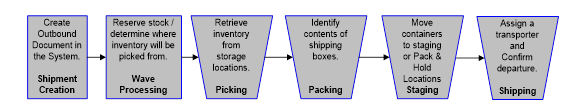 Create
Outbound
Document in
the System.
Shipment
Creation
Reserve stock /
determine where
inventory will be
picked from.
Wave
Processing
Retrieve
inventory
from
storage
locations.
Picking
Identify
contents of
shipping
boxes.
Packing
Move
containers
to staging
or Pack &
Hold
Locations
Staging
Assign a
transporter
and
Confirm
departure.
Shipping